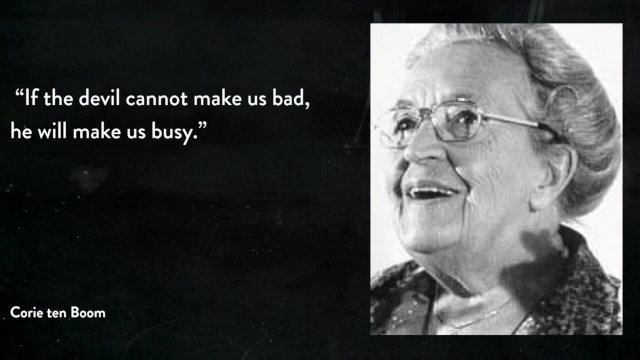 “If the devil cannot make us bad,
he will make us busy.”
Corie ten Boom